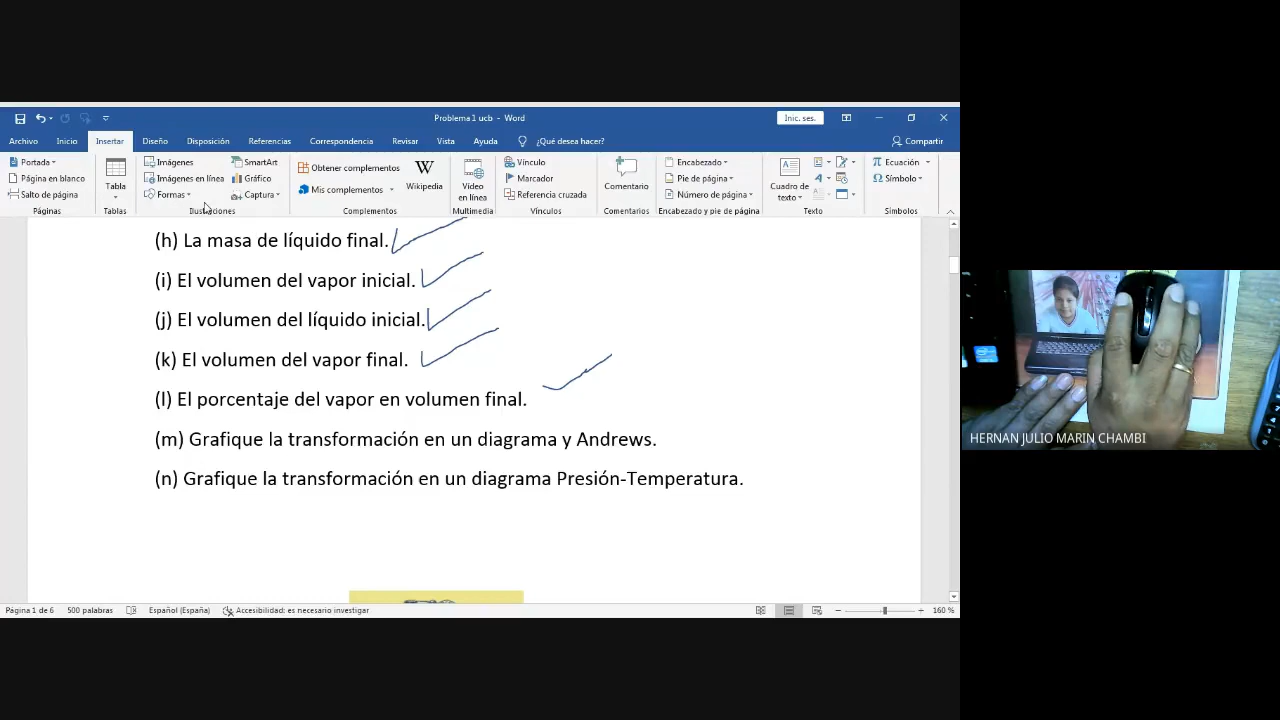 Problema1 ucb - Word
Inic. ses.
Archivo Inicio Insertar Diseño Disposición Referencias Correspondencia Revisar Vista Ayuda ¿Qué desea hacer? Compartir
Portada
Página en blanco
Salto de página
Páginas
Tabla
Tablas
Imágenes
Imágenes en línea
Formas
SmartArt
Gráfico
Captura
Ilustraciones
Obtener complementos
Mis complementos
Wikipedia
Complementos
Vídeo en línea
Multimedia
Vínculo
Marcador
Referencia cruzada
Vínculos
Comentario
Comentarios
Encabezado
Pie de página
Número de página
Encabezado y pie de página
Cuadro de texto
Texto
Ecuación
Símbolo
Símbolos
(h) La masa de líquido final.
(i) El volumen del vapor inicial.
(j) El volumen del líquido inicial.
(k) El volumen del vapor final.
(l) El porcentaje del vapor en volumen final.
(m) Grafique la transformación en un diagrama y Andrews.
(n) Grafique la transformación en un diagrama Presión-Temperatura.
Página 1 de 6 500 palabras Español (España) Accesibilidad: es necesario investigar 160 %
HERNAN JULIO MARIN CHAMBI